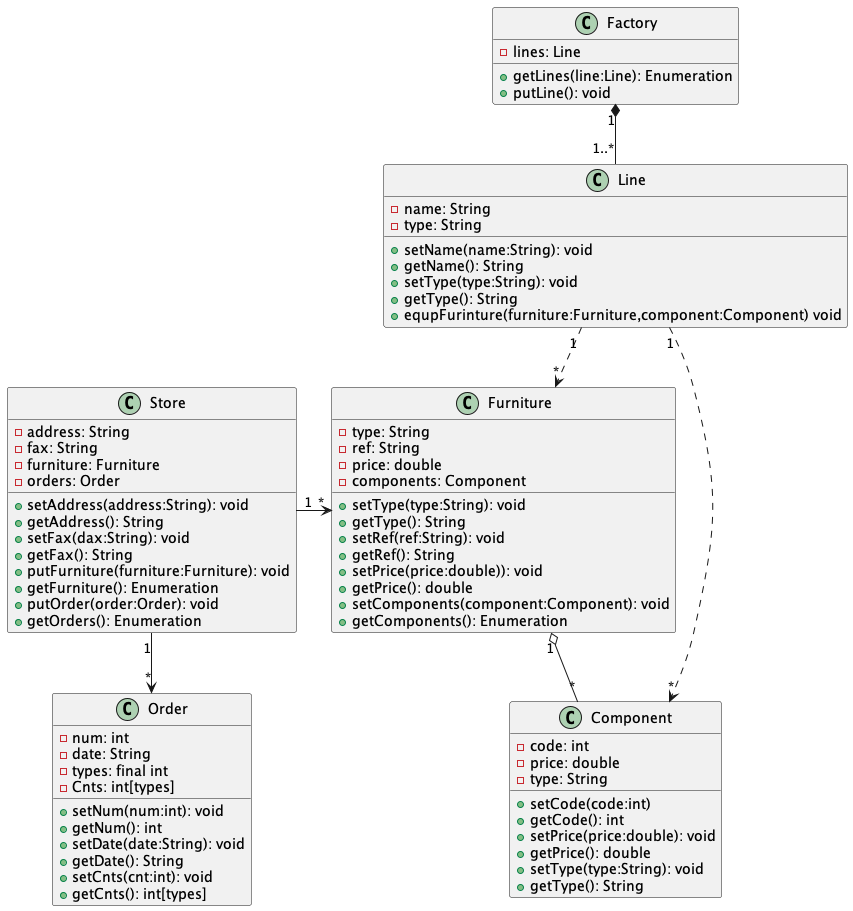 C Factory
lines: Line
getLines(line:Line): Enumeration
putLine(): void
1
1..*
C Line
name: String
type: String
setName(name:String): void
getName(): String
setType(type:String): void
getType(): String
equpFurinture(furniture:Furniture,component:Component) void
1
*
1
*
C Store
address: String
fax: String
furniture: Furniture
orders: Order
setAddress(address:String): void
getAddress(): String
setFax(dax:String): void
getFax(): String
putFurniture(furniture:Furniture): void
getFurniture(): Enumeration
putOrder(order:Order): void
getOrders(): Enumeration
1 *
C Furniture
type: String
ref: String
price: double
components: Component
setType(type:String): void
getType(): String
setRef(ref:String): void
getRef(): String
setPrice(price:double)): void
getPrice(): double
setComponents(component:Component): void
getComponents(): Enumeration
1
*
1
*
C Order
num: int
date: String
types: final int
Cnts: int[types]
setNum(num:int): void
getNum(): int
setDate(date:String): void
getDate(): String
setCnts(cnt:int): void
getCnts(): int[types]
C Component
code: int
price: double
type: String
setCode(code:int)
getCode(): int
setPrice(price:double): void
getPrice(): double
setType(type:String): void
getType(): String